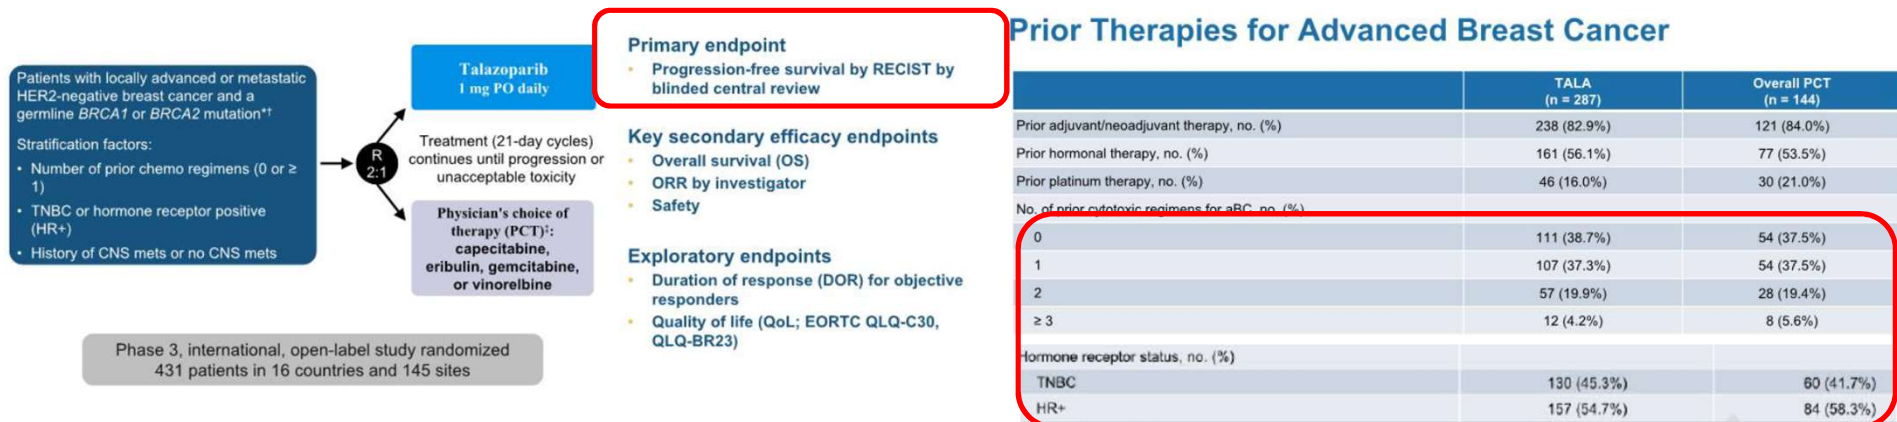 Patients with locally advanced or metastatic
HER2-negative breast cancer and a
germline BRCA1 or BRCA2 mutation*†
Stratification factors:
• Number of prior chemo regimens (0 or ≥
1)
• TNBC or hormone receptor positive
(HR+)
• History of CNS mets or no CNS mets
R
2:1
Talazoparib
1 mg PO daily
Treatment (21-day cycles)
continues until progression or
unacceptable toxicity
Physician's choice of
therapy (PCT)‡:
capecitabine,
eribulin, gemcitabine,
or vinorelbine
Phase 3, international, open-label study randomized
431 patients in 16 countries and 145 sites
Primary endpoint
• Progression-free survival by RECIST by
blinded central review
Key secondary efficacy endpoints
• Overall survival (OS)
• ORR by investigator
• Safety
Exploratory endpoints
• Duration of response (DOR) for objective
responders
• Quality of life (QoL; EORTC QLQ-C30,
QLQ-BR23)
Prior Therapies for Advanced Breast Cancer
TALA Overall PCT
(n = 287) (n = 144)
Prior adjuvant/neoadjuvant therapy, no. (%) 238 (82.9%) 121 (84.0%)
Prior hormonal therapy, no. (%) 161 (56.1%) 77 (53.5%)
Prior platinum therapy, no. (%) 46 (16.0%) 30 (21.0%)
No. of prior cytotoxic regimens for aBC, no. (%)
0 111 (38.7%) 54 (37.5%)
1 107 (37.3%) 54 (37.5%)
2 57 (19.9%) 28 (19.4%)
≥ 3 12 (4.2%) 8 (5.6%)
Hormone receptor status, no. (%)
TNBC 130 (45.3%) 60 (41.7%)
HR+ 157 (54.7%) 84 (58.3%)